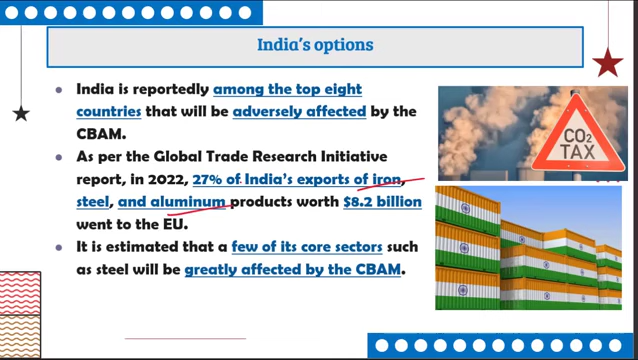 India's options
India is reportedly among the top eight
countries that will be adversely affected by the
CBAM.
As per the Global Trade Research Initiative
report, in 2022, 27% of India's exports of iron,
steel, and aluminum products worth $8.2 billion
went to the EU.
It is estimated that a few of its core sectors such
as steel will be greatly affected by the CBAM.
CO2
TAX